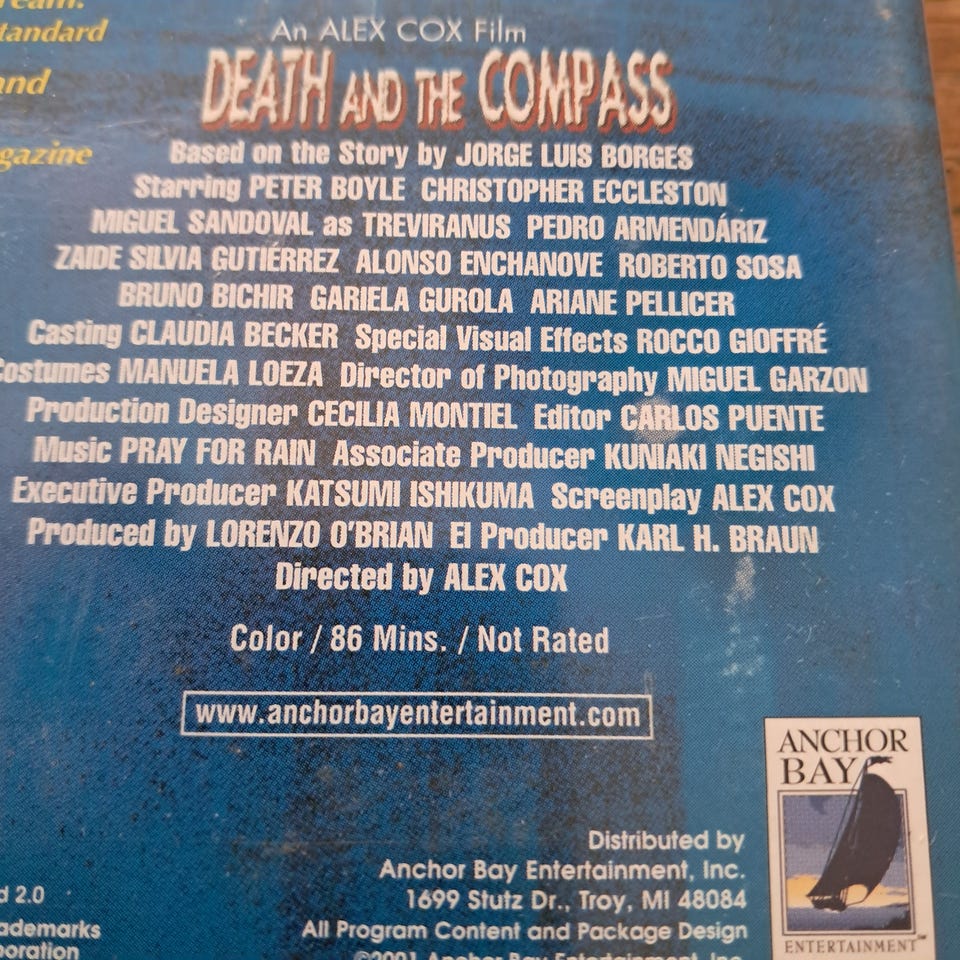 ream.
tandard
and
gazine
An ALEX COX Film
DEATH AND THE COMPASS
Based on the Story by JORGE LUIS BORGES
Starring PETER BOYLE CHRISTOPHER ECCLESTON
MIGUEL SANDOVAL as TREVIRANUS PEDRO ARMENDÁRIZ
ZAIDE SILVIA GUTIÉRREZ ALONSO ENCHANOVE ROBERTO SOSA
BRUNO BICHIR GARIELA GUROLA ARIANE PELLICER
Casting CLAUDIA BECKER Special Visual Effects ROCCO GIOFFRÉ
Costumes MANUELA LOEZA Director of Photography MIGUEL GARZON
Production Designer CECILIA MONTIEL Editor CARLOS PUENTE
Music PRAY FOR RAIN Associate Producer KUNIAKI NEGISHI
Executive Producer KATSUMI ISHIKUMA Screenplay ALEX COX
Produced by LORENZO O'BRIAN El Producer KARL H. BRAUN
Directed by ALEX COX
Color / 86 Mins. / Not Rated
www.anchorbayentertainment.com
ANCHOR
BAY
ENTERTAINMENT™
Distributed by
Anchor Bay Entertainment, Inc.
1699 Stutz Dr., Troy, MI 48084
All Program Content and Package Design
©2001 Anchor Bay Entertainment, Inc.
d 2.0
ademarks
poration